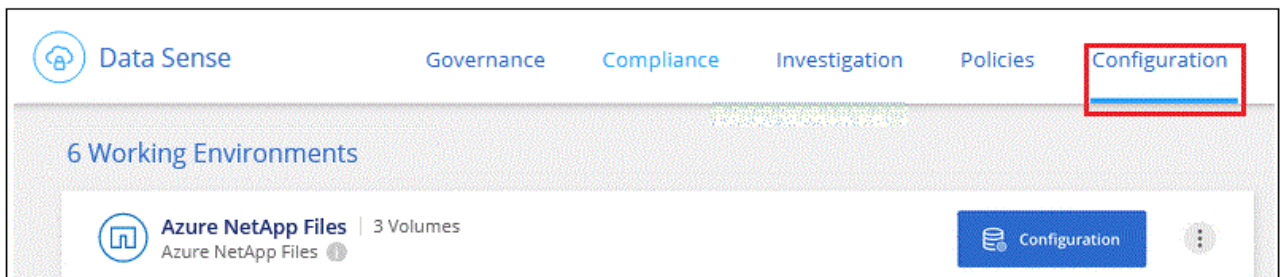 Data Sense
Governance Compliance Investigation Policies Configuration
6 Working Environments
Azure NetApp Files | 3 Volumes
Azure NetApp Files
Configuration